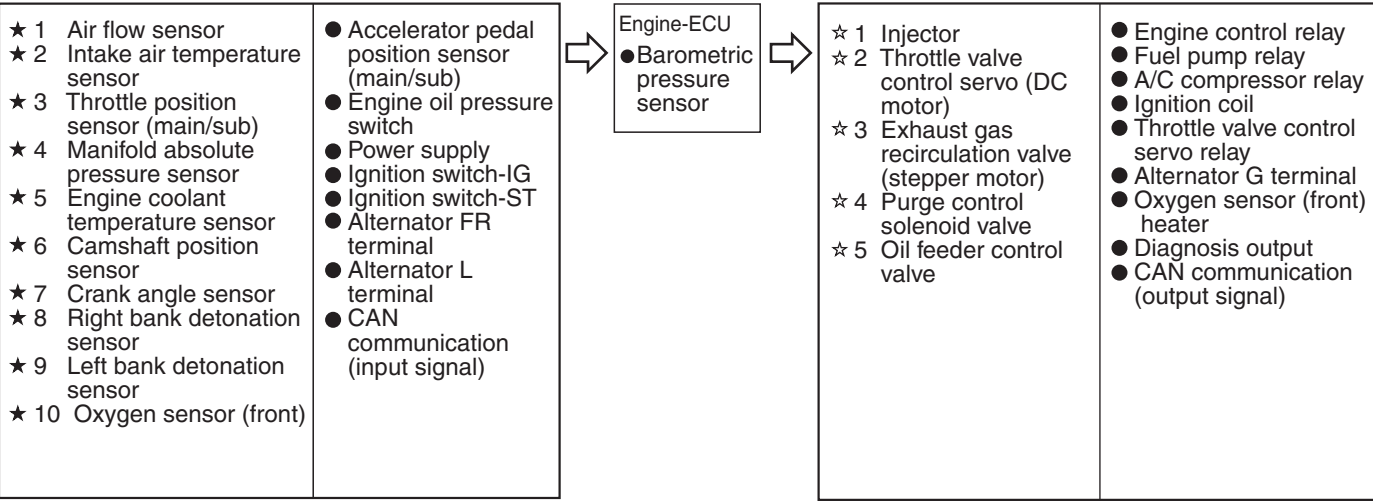 ★ 1 Air flow sensor
★ 2 Intake air temperature
sensor
★ 3 Throttle position
sensor (main/sub)
★ 4 Manifold absolute
pressure sensor
★ 5 Engine coolant
temperature sensor
★ 6 Camshaft position
sensor
★ 7 Crank angle sensor
★ 8 Right bank detonation
sensor
★ 9 Left bank detonation
sensor
★ 10 Oxygen sensor (front)
● Accelerator pedal
position sensor
(main/sub)
● Engine oil pressure
switch
● Power supply
● Ignition switch-IG
● Ignition switch-ST
● Alternator FR
terminal
● Alternator L
terminal
● CAN
communication
(input signal)
Engine-ECU
● Barometric
pressure
sensor
☆ 1 Injector
☆ 2 Throttle valve
control servo (DC
motor)
☆ 3 Exhaust gas
recirculation valve
(stepper motor)
☆ 4 Purge control
solenoid valve
☆ 5 Oil feeder control
valve
● Engine control relay
● Fuel pump relay
● A/C compressor relay
● Ignition coil
● Throttle valve control
servo relay
● Alternator G terminal
● Oxygen sensor (front)
heater
● Diagnosis output
● CAN communication
(output signal)